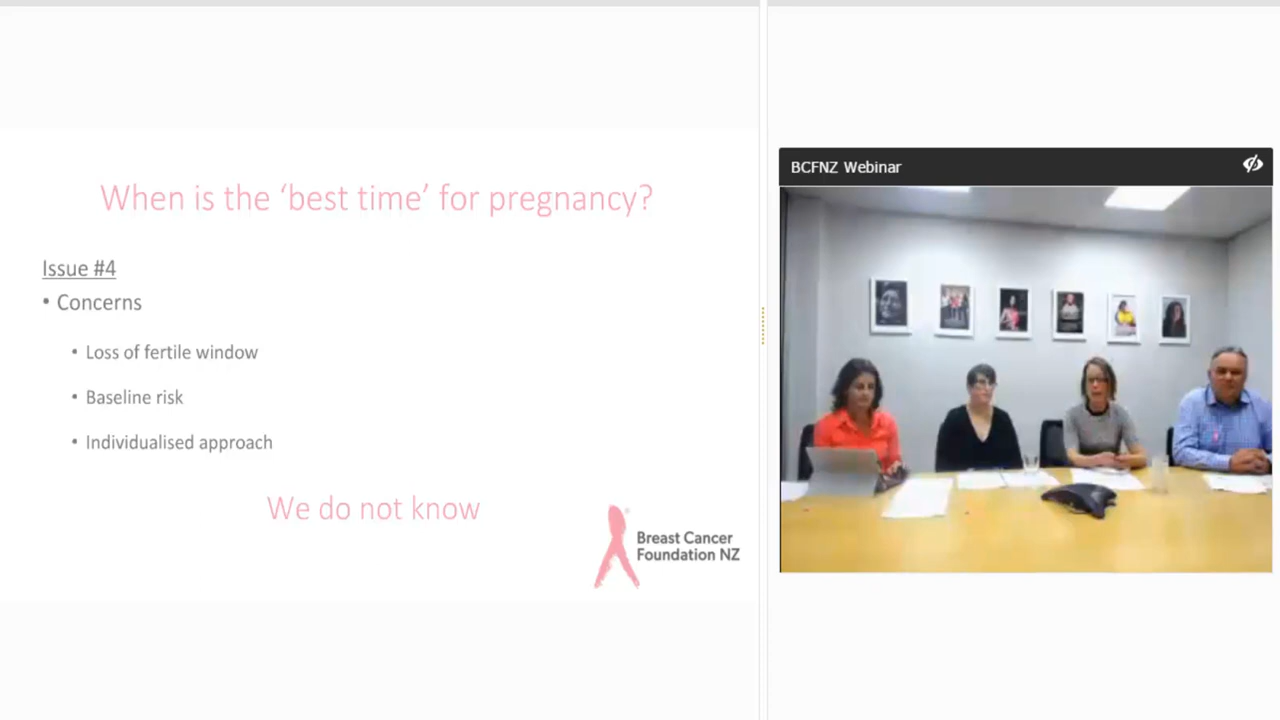 When is the ‘best time’ for pregnancy?
Issue #4
• Concerns
• Loss of fertile window
• Baseline risk
• Individualised approach
We do not know
Breast Cancer
Foundation NZ
BCFNZ Webinar